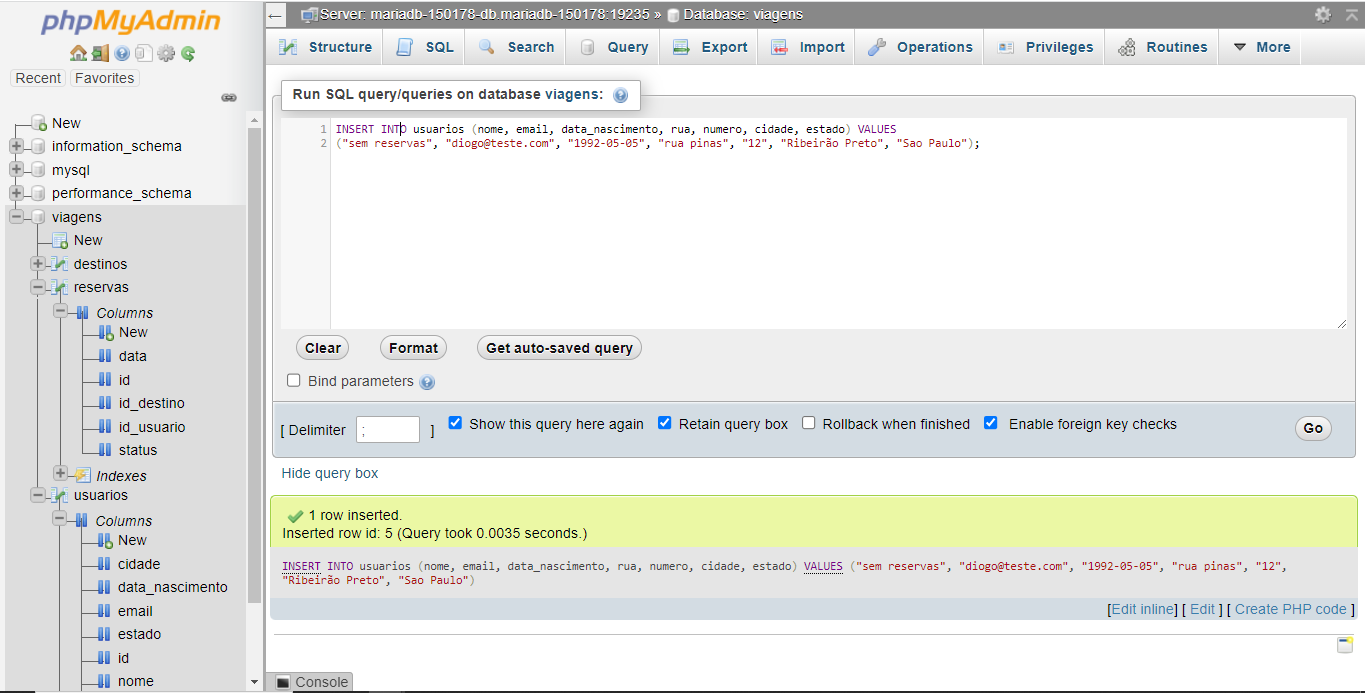 phpMyAdmin
Recent Favorites
New
information_schema
mysql
performance_schema
viagens
New
destinos
reservas
Columns
New
data
id
id_destino
id_usuario
status
Indexes
usuarios
Columns
New
cidade
data_nascimento
email
estado
id
nome
Server: mariadb-150178-db.mariadb-150178:19235 » Database: viagens
Structure SQL Search Query Export Import Operations Privileges Routines More
Run SQL query/queries on database viagens:
1 INSERT INTO usuarios (nome, email, data_nascimento, rua, numero, cidade, estado) VALUES
2 ("sem reservas", "diogo@teste.com", "1992-05-05", "rua pinas", "12", "Ribeirão Preto", "Sao Paulo");
Clear Format Get auto-saved query
Bind parameters
[ Delimiter ; ] Show this query here again Retain query box Rollback when finished Enable foreign key checks Go
Hide query box
1 row inserted.
Inserted row id: 5 (Query took 0.0035 seconds.)
INSERT INTO usuarios (nome, email, data_nascimento, rua, numero, cidade, estado) VALUES ("sem reservas", "diogo@teste.com", "1992-05-05", "rua pinas", "12",
"Ribeirão Preto", "Sao Paulo")
[Edit inline] [ Edit ] [ Create PHP code ]
Console